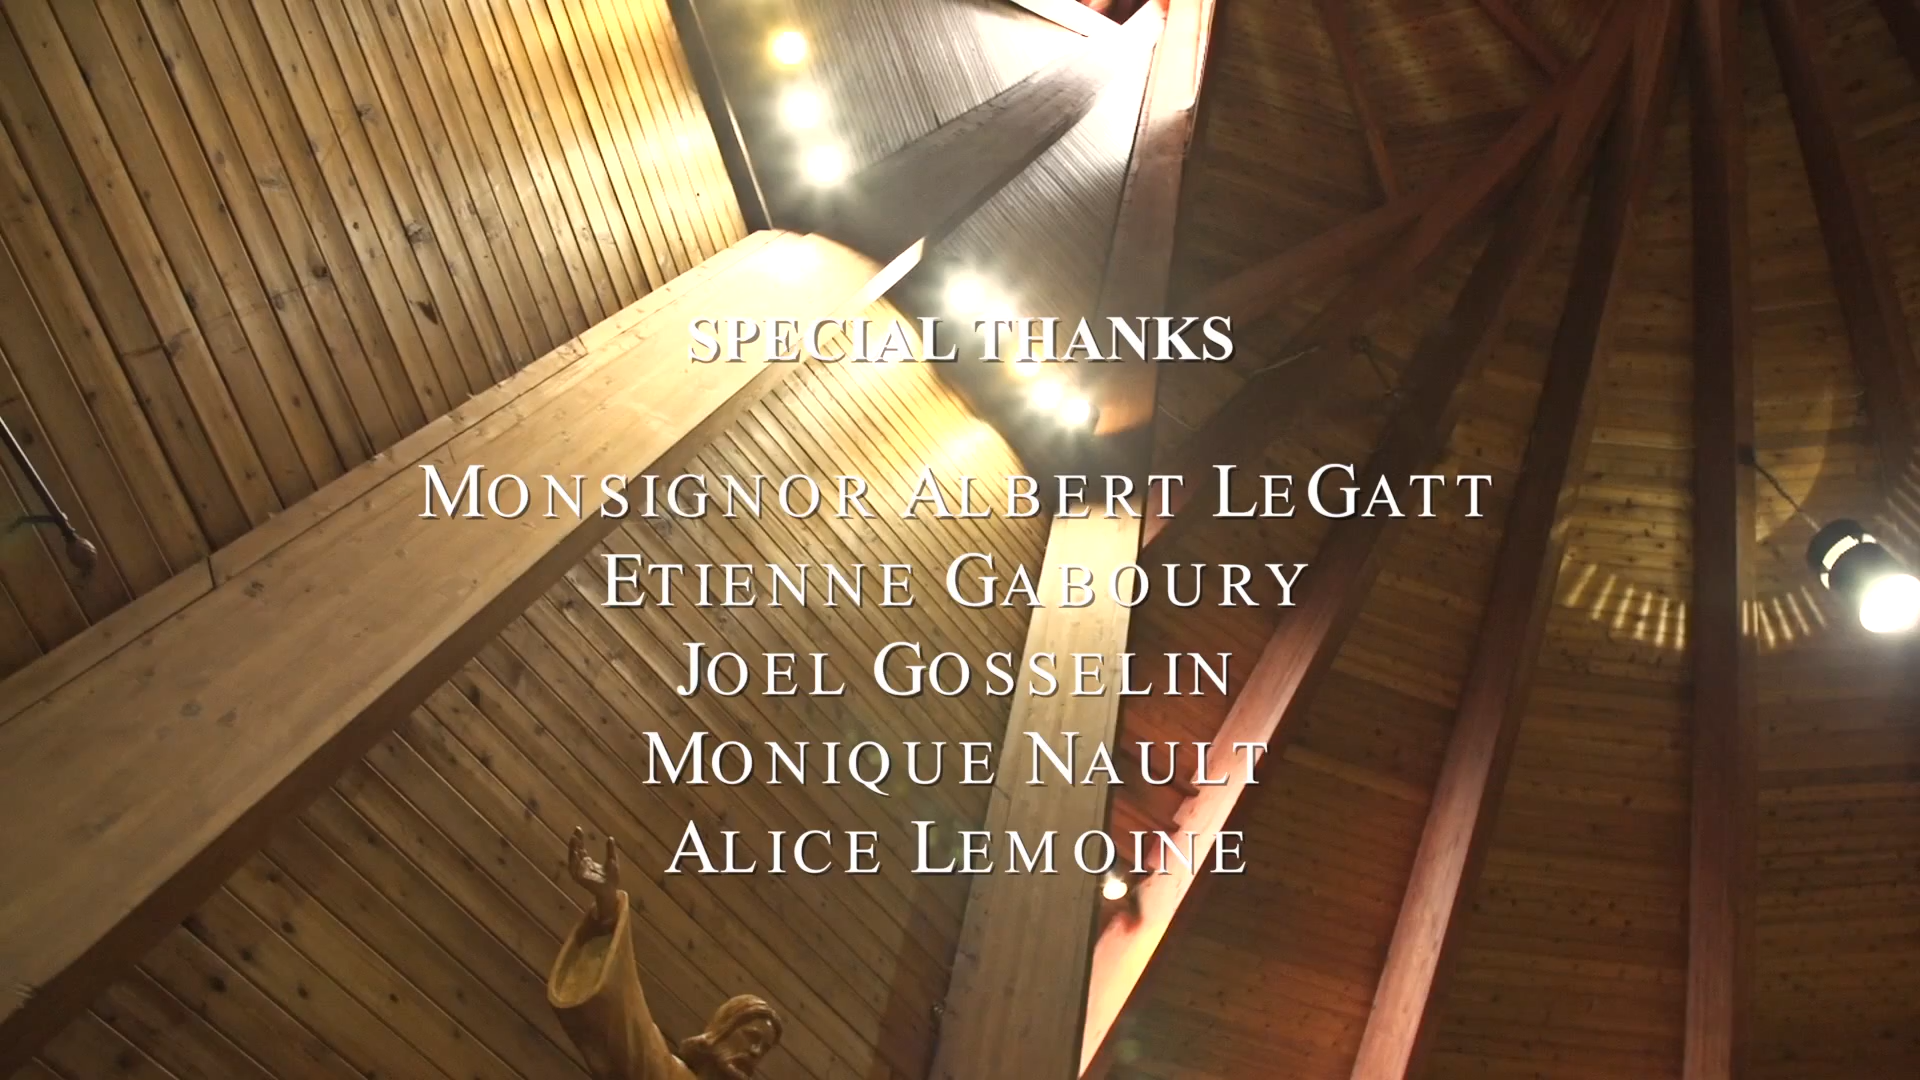 SPECIAL THANKS
MONSIGNOR ALBERT LEGATT
ETIENNE GABOURY
JOEL GOSSELIN
MONIQUE NAULT
ALICE LEMOINE